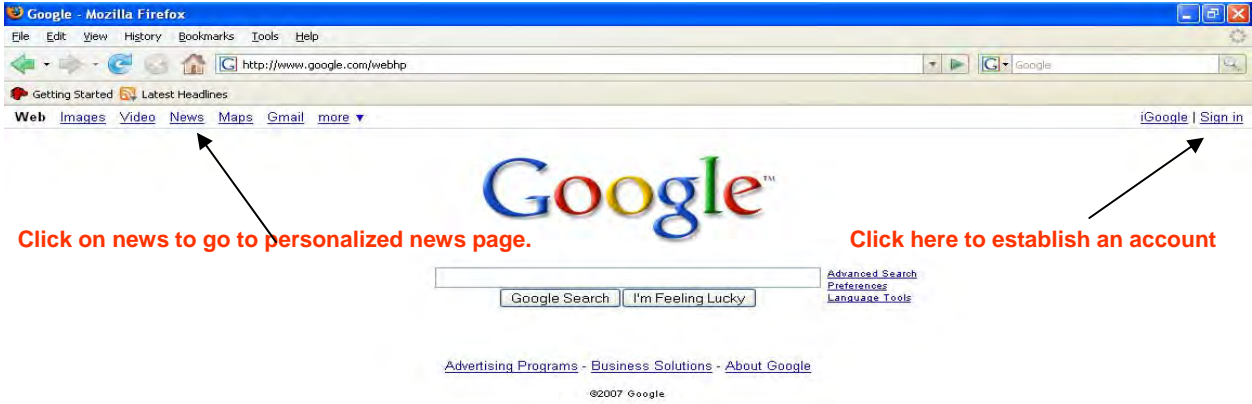 Google - Mozilla Firefox
File Edit View History Bookmarks Tools Help
G http://www.google.com/webhp G Google
Getting Started Latest Headlines
Web Images Video News Maps Gmail more ▼ iGoogle | Sign in
Google™
Click on news to go to personalized news page. Click here to establish an account
Advanced Search
Preferences
Language Tools
Google Search I'm Feeling Lucky
Advertising Programs - Business Solutions - About Google
©2007 Google